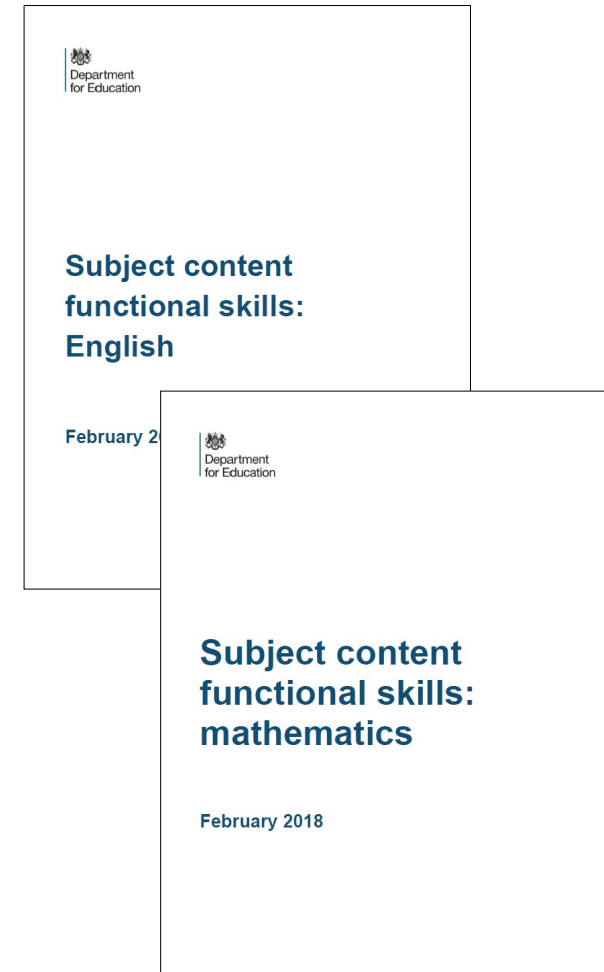 Department
for Education
Subject content
functional skills:
English
February
Department
for Education
Subject content
functional skills:
mathematics
February 2018